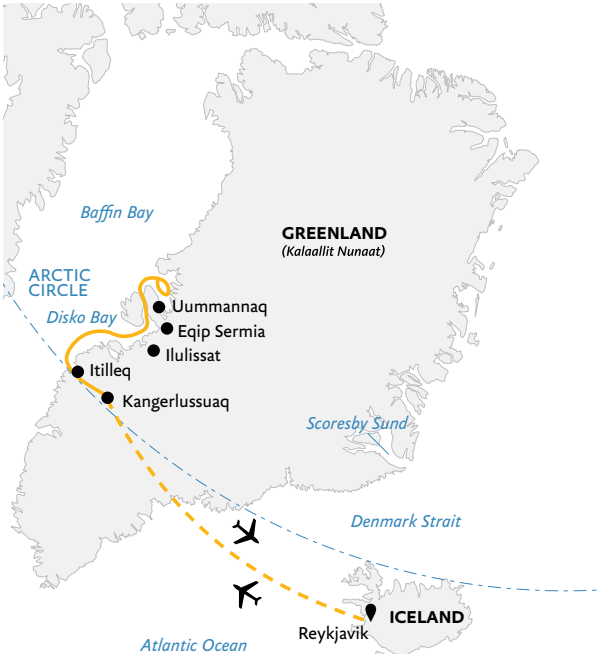 Baffin Bay
GREENLAND
(Kalaallit Nunaat)
ARCTIC
CIRCLE
Disko Bay
Uummannaq
Eqip Sermia
Ilulissat
Itilleq
Kangerlussuaq
Scoresby Sund
Denmark Strait
ICELAND
Reykjavik
Atlantic Ocean